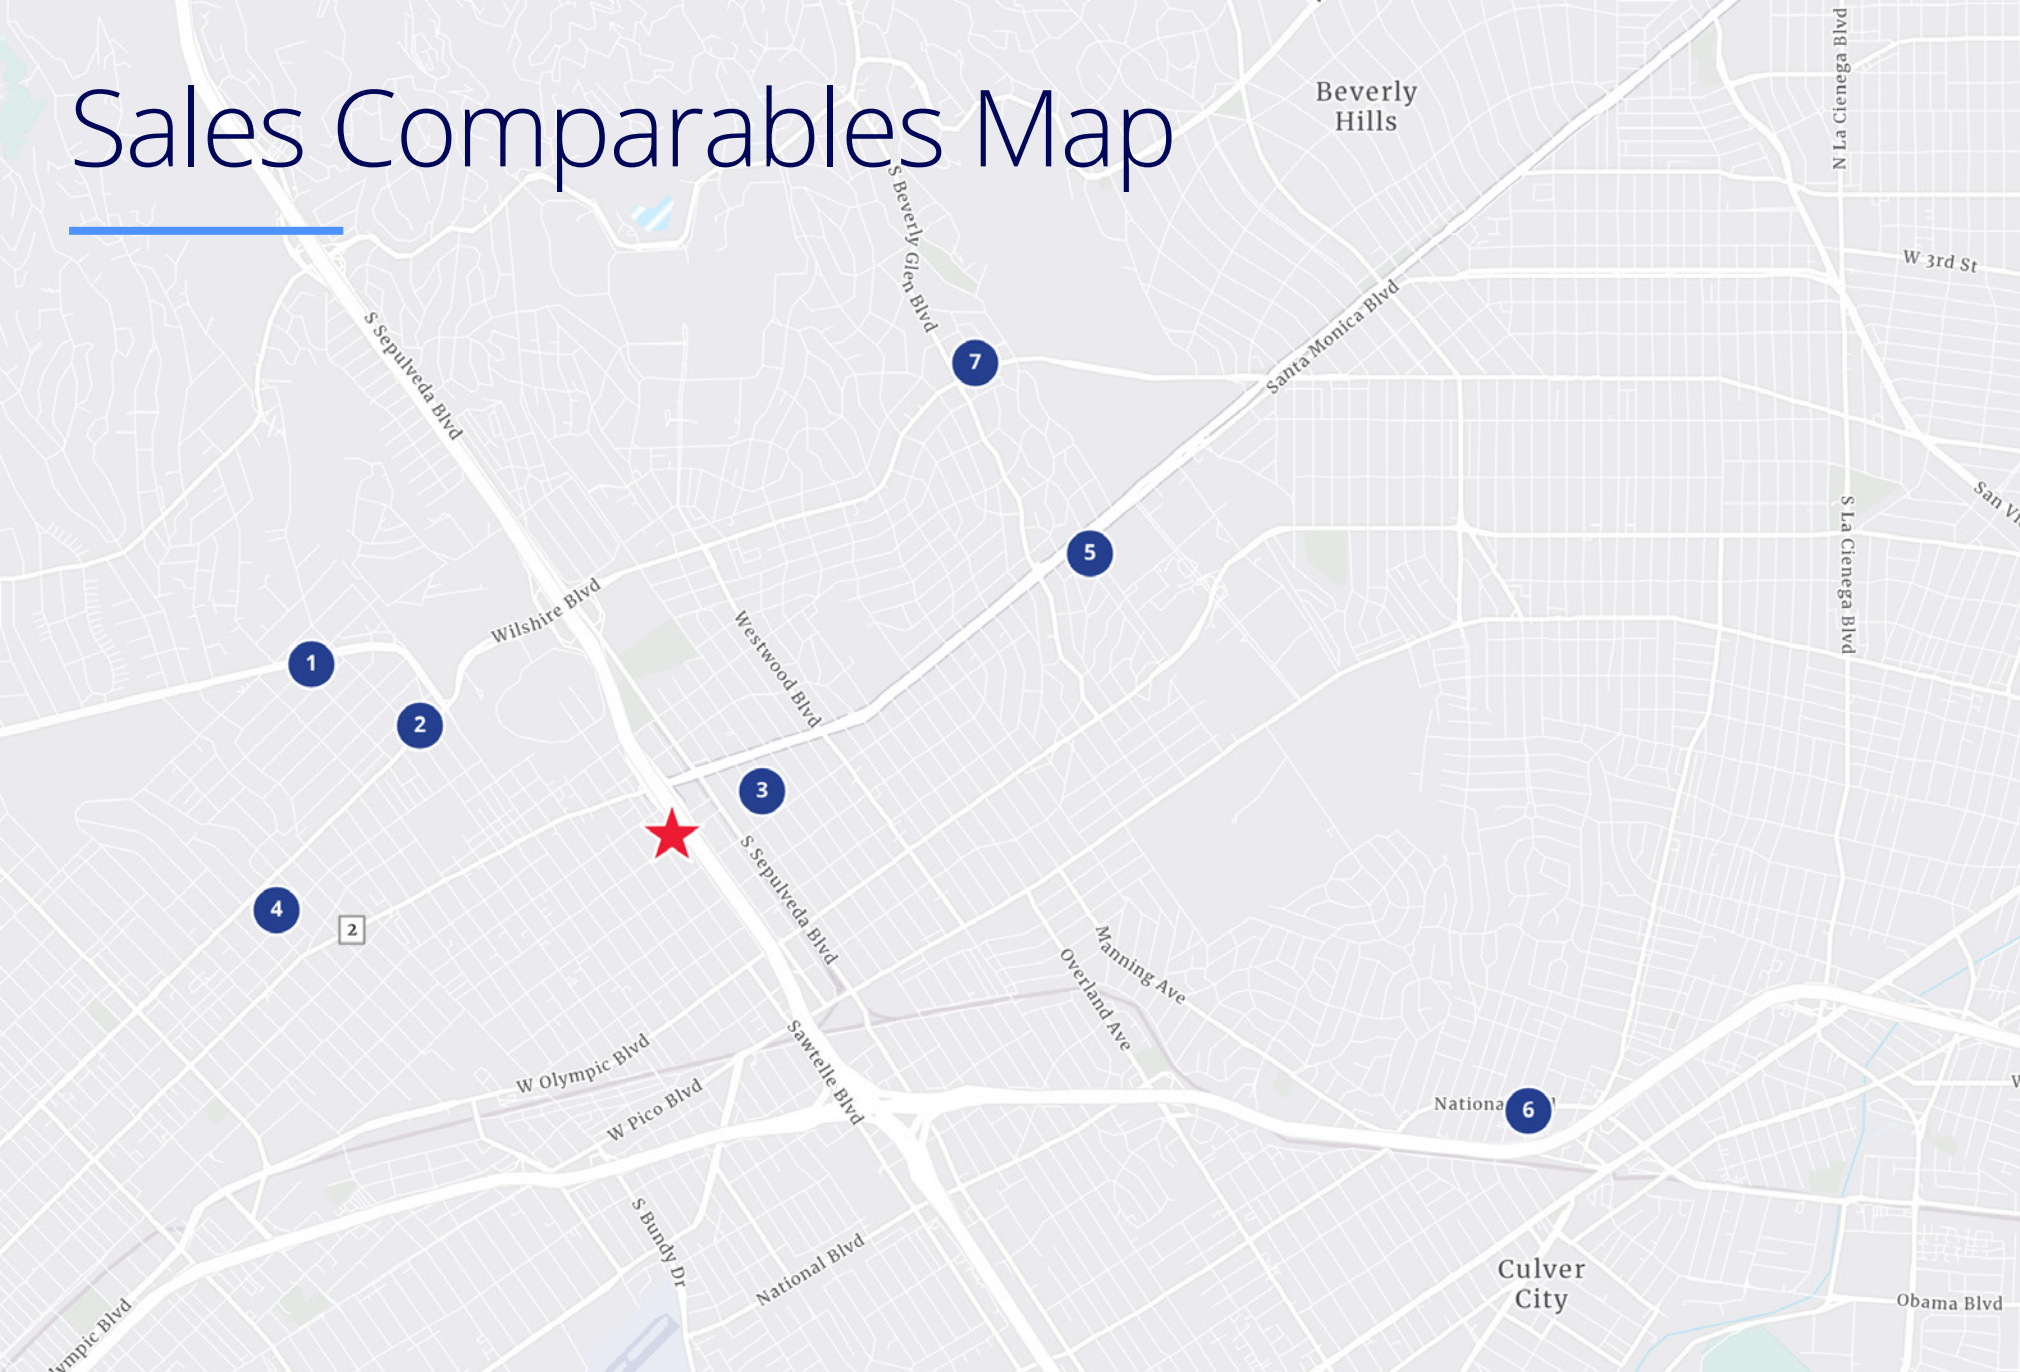 Sales Comparables Map
Beverly
Hills
N La Cienega Blvd
S Beverly Glen Blvd
W 3rd St
S Sepulveda Blvd
Santa Monica Blvd
7
San Vi
S La Cienega Blvd
5
Wilshire Blvd
Westwood Blvd
1
2
3
S Sepulveda Blvd
4
2
Manning Ave
Overland Ave
Sawtelle Blvd
W Olympic Blvd
W Pico Blvd
Nationa
6
W
S Bundy Dr
National Blvd
Culver
City
Obama Blvd
lympic Blvd